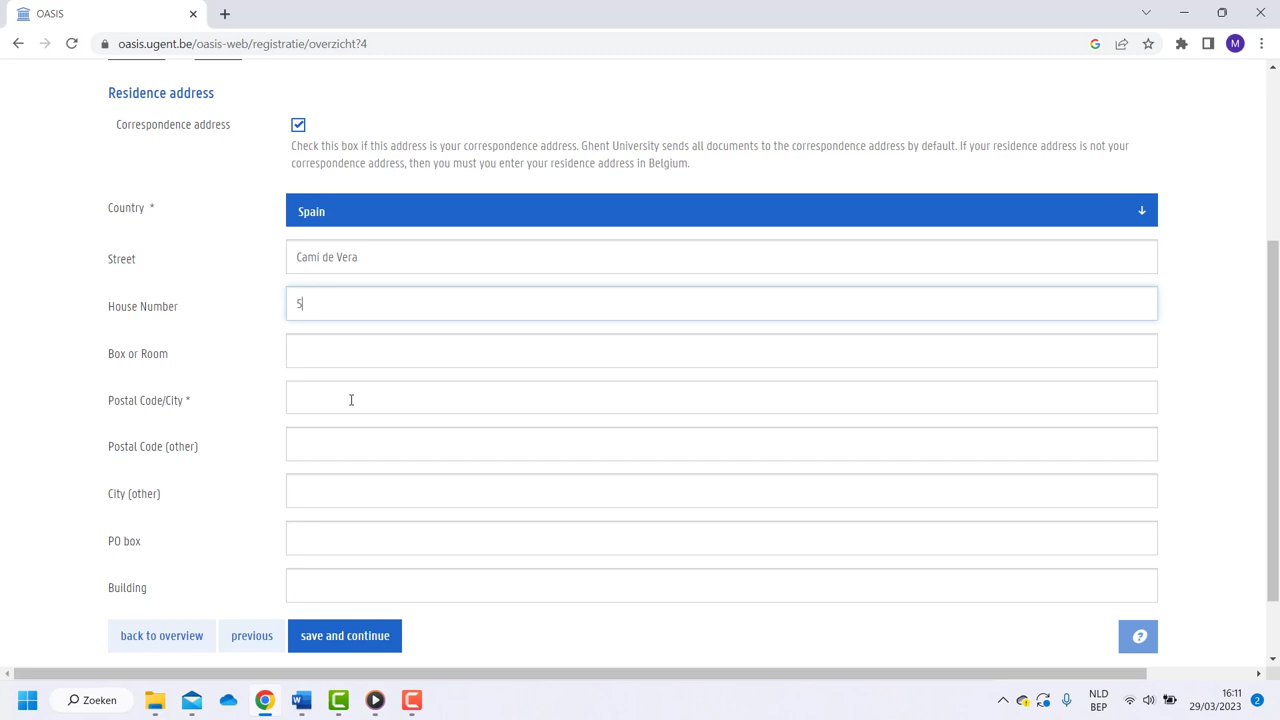 OASIS
oasis.ugent.be/oasis-web/registratie/overzicht?4
M
Residence address
Correspondence address
Check this box if this address is your correspondence address. Ghent University sends all documents to the correspondence address by default. If your residence address is not your
correspondence address, then you must you enter your residence address in Belgium.
Country *
Spain
Street
Camí de Vera
House Number
5
Box or Room
Postal Code/City *
Postal Code (other)
City (other)
PO box
Building
back to overview
previous
save and continue
?
Zoeken
NLD
BEP
16:11
29/03/2023
2